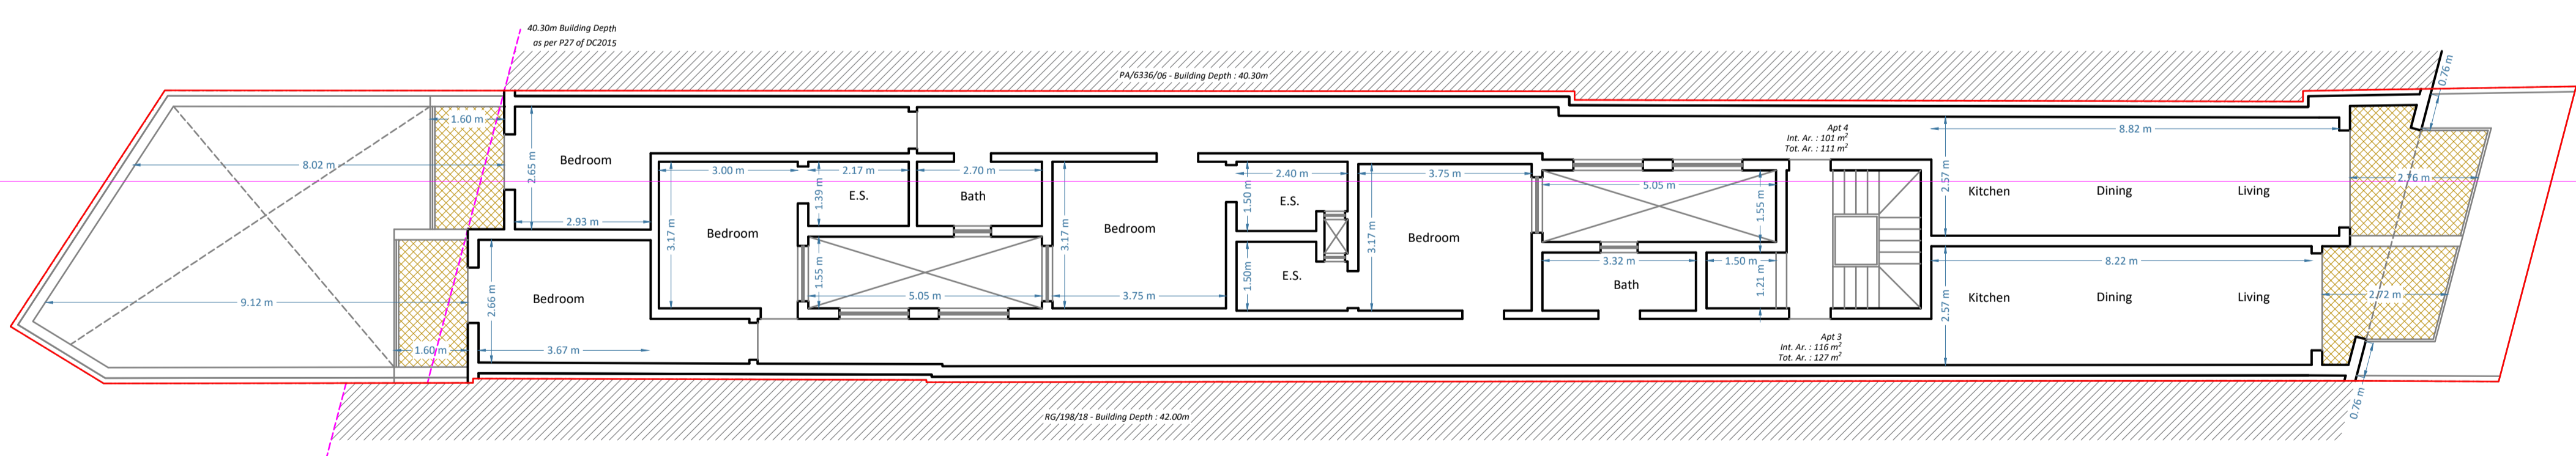 40.30m Building Depth
as per P27 of DC2015
PA/6336/06 - Building Depth : 40.30m
0.76 m
1.60 m
8.02 m
2.65 m
Bedroom
2.93 m
3.00 m
2.17 m
1.39 m
E.S.
2.70 m
Bath
3.17 m
Bedroom
1.55 m
5.05 m
3.17 m
Bedroom
3.75 m
2.40 m
1.50 m
E.S.
1.50m
E.S.
3.75 m
3.17 m
Bedroom
5.05 m
1.55 m
3.32 m
Bath
1.50 m
1.21 m
Apt 4
Int. Ar. : 101 m²
Tot. Ar. : 111 m²
8.82 m
2.57 m
Kitchen
Dining
Living
2.76 m
8.22 m
2.57 m
Kitchen
Dining
Living
2.72 m
9.12 m
2.66 m
Bedroom
1.60 m
3.67 m
Apt 3
Int. Ar. : 116 m²
Tot. Ar. : 127 m²
0.76 m
RG/198/18 - Building Depth : 42.00m